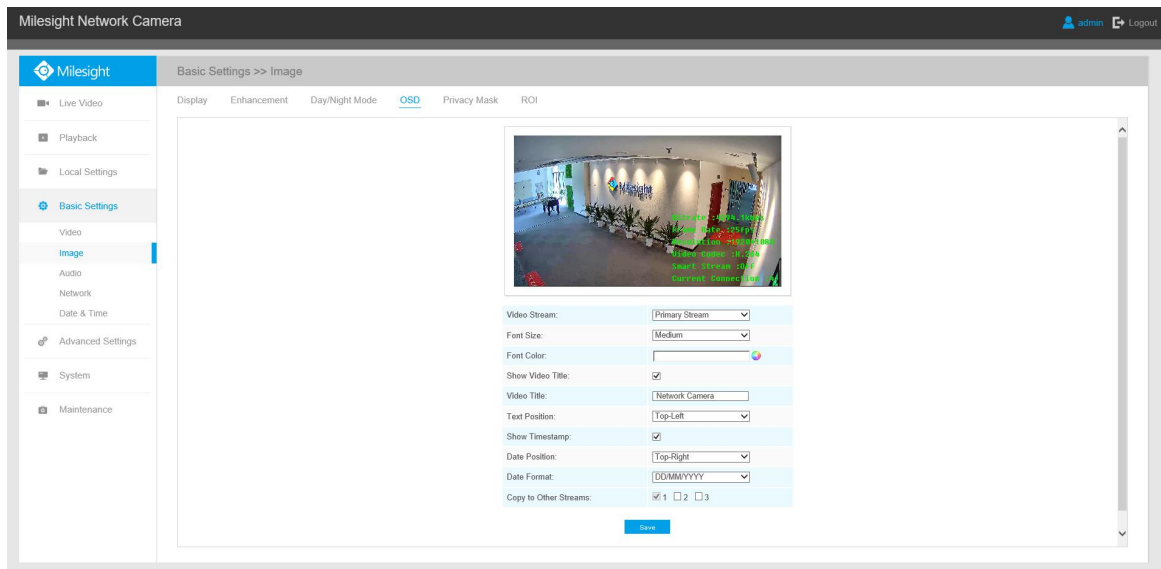 Milesight Network Camera
admin Logout
Milesight
Basic Settings >> Image
Live Video
Playback
Local Settings
Basic Settings
Video
Image
Audio
Network
Date & Time
Advanced Settings
System
Maintenance
Display Enhancement Day/Night Mode OSD Privacy Mask ROI
Milesight
Frame Rate :25fps
Video Codec :H.264
Smart Stream :Off
Current Connection
Video Stream: Primary Stream
Font Size: Medium
Font Color:
Show Video Title:
Video Title: Network Camera
Text Position: Top-Left
Show Timestamp:
Date Position: Top-Right
Date Format: DD/MM/YYYY
Copy to Other Streams: 1 2 3
Save